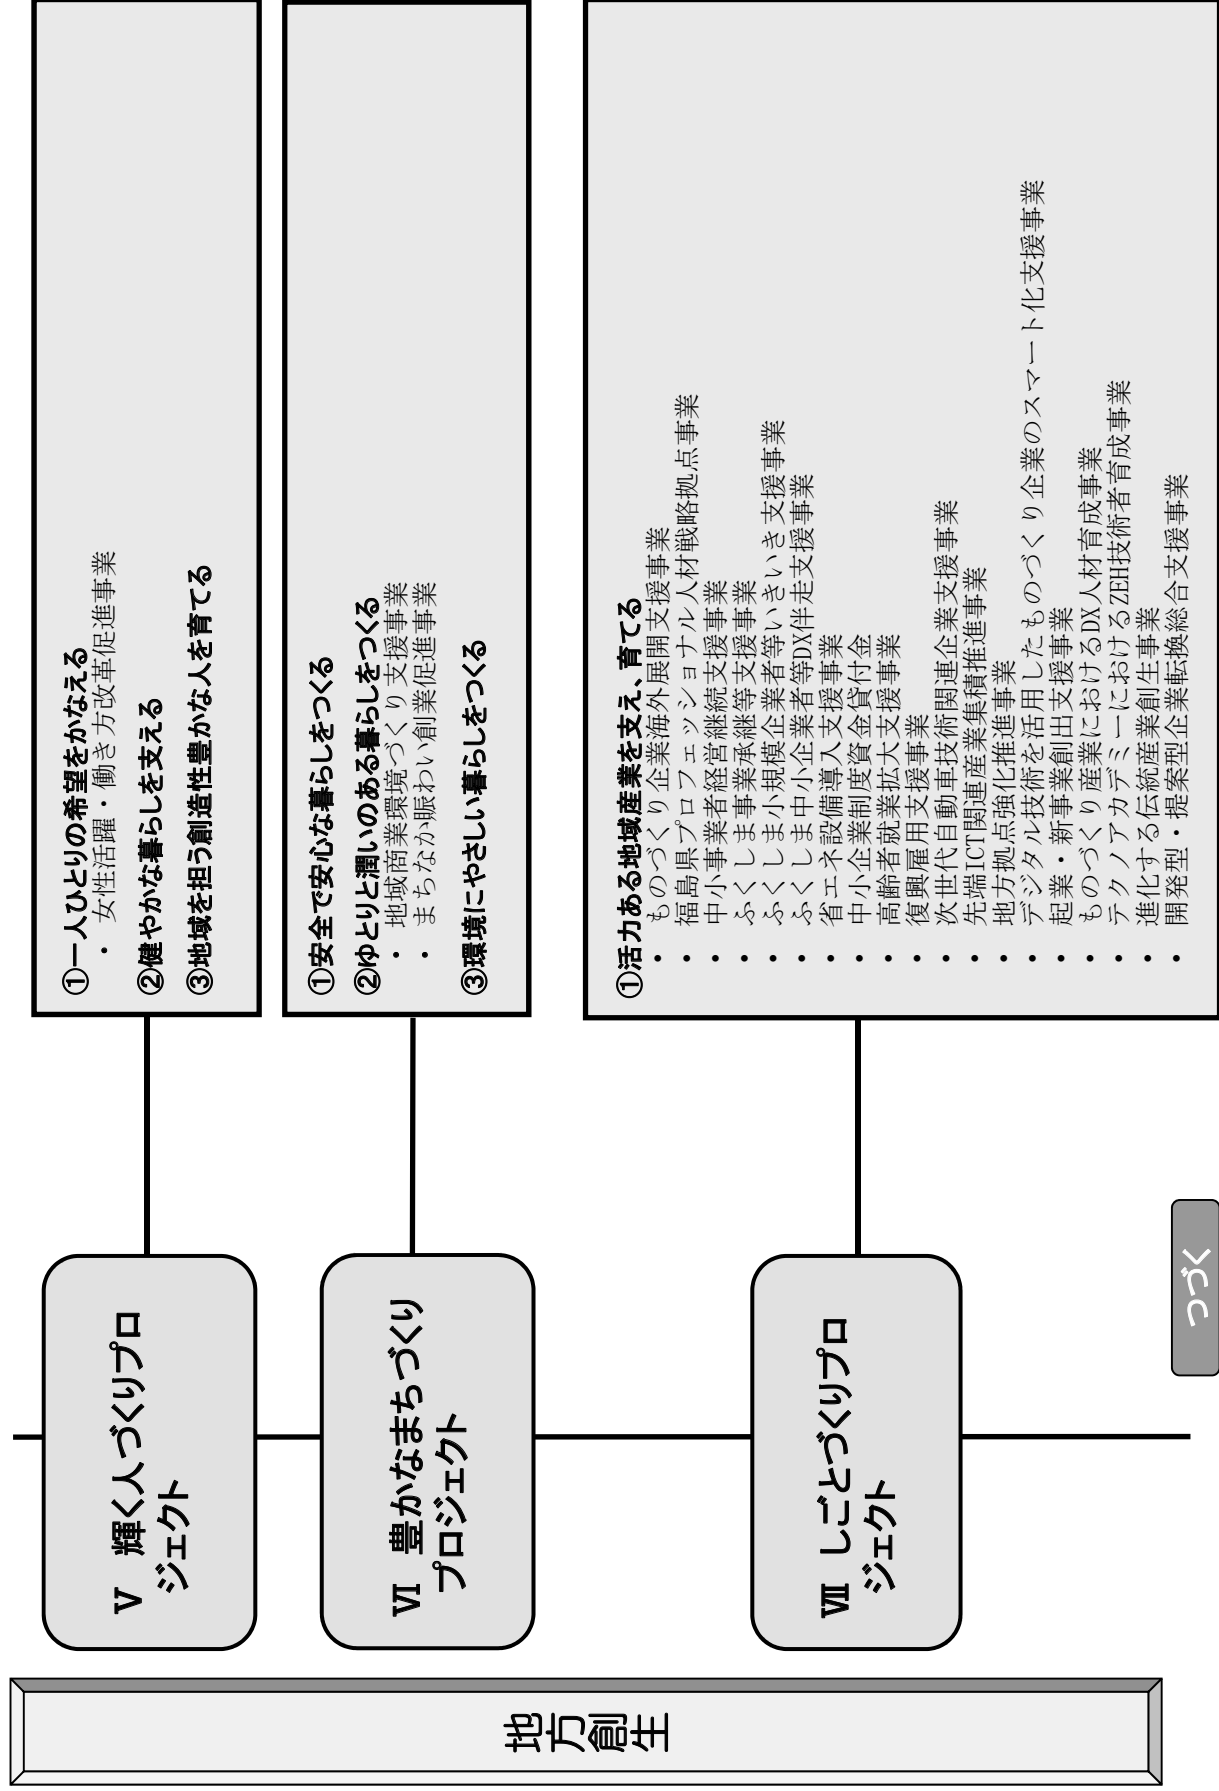 地方創生
Ⅴ 輝く人づくりプロ
ジェクト
①一人ひとりの希望をかなえる
・ 女性活躍・働き方改革促進事業
②健やかな暮らしを支える
③地域を担う創造性豊かな人を育てる
Ⅵ 豊かなまちづくり
プロジェクト
①安全で安心な暮らしをつくる
②ゆとりと潤いのある暮らしをつくる
・ 地域商業環境づくり支援事業
・ まちなか賑わい創業促進事業
③環境にやさしい暮らしをつくる
Ⅶ しごとづくりプロ
ジェクト
①活力ある地域産業を支え、育てる
・ ものづくり企業海外展開支援事業
・ 福島県プロフェッショナル人材戦略拠点事業
・ 中小事業者経営継続支援事業
・ ふくしま事業承継等支援事業
・ ふくしま小規模企業者等いきいき支援事業
・ ふくしま中小企業者等DX伴走支援事業
・ 省エネ設備導入支援事業
・ 中小企業制度資金貸付金
・ 高齢者就業拡大支援事業
・ 復興雇用支援事業
・ 次世代自動車技術関連企業支援事業
・ 先端ICT関連産業集積推進事業
・ 地方拠点強化推進事業
・ デジタル技術を活用したものづくり企業のスマート化支援事業
・ 起業・新事業創出支援事業
・ ものづくり産業におけるDX人材育成事業
・ テクノアカデミーにおけるZEH技術者育成事業
・ 進化する伝統産業創生事業
・ 開発型・提案型企業転換総合支援事業
つづく